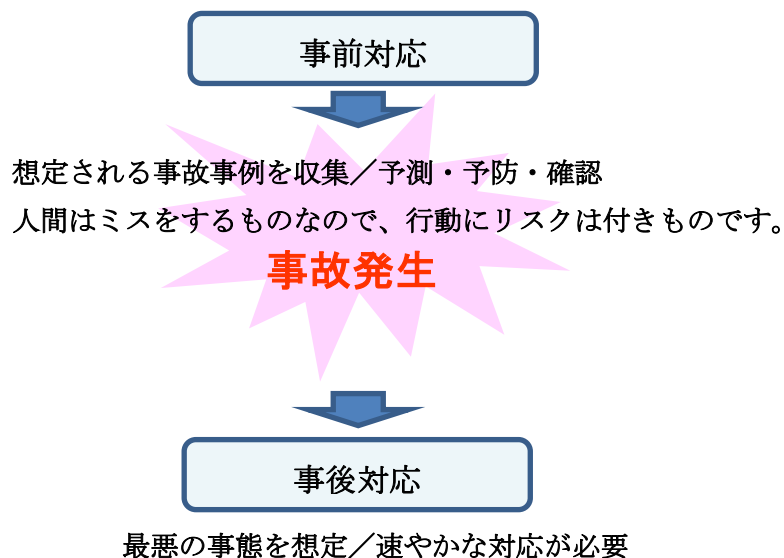 事前対応
想定される事故事例を収集／予測・予防・確認
人間はミスをするものなので、行動にリスクは付きものです。
事故発生
事後対応
最悪の事態を想定／速やかな対応が必要